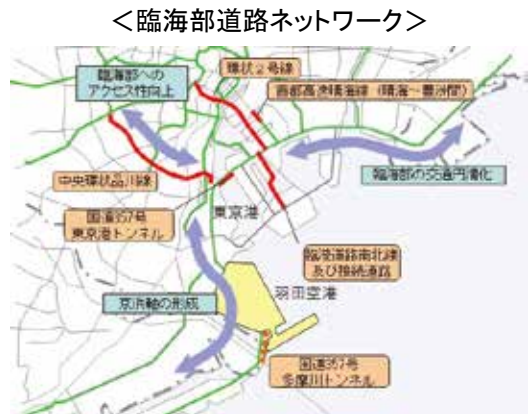 ＜臨海部道路ネットワーク＞
臨海部への
アクセス性向上
環状２号線
首都高速晴海線（晴海～豊洲間）
中央環状品川線
臨海部の交通円滑化
国道357号
東京港トンネル
東京港
臨港道路南北線
及び接続道路
羽田空港
京浜軸の形成
国道357号
多摩川トンネル